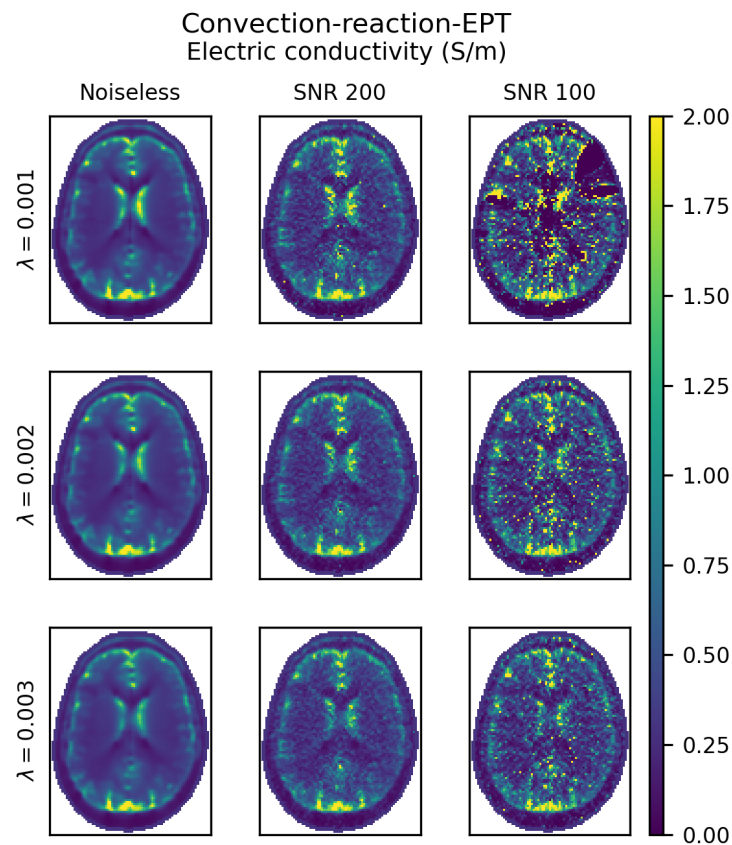 Convection-reaction-EPT
Electric conductivity (S/m)
Noiseless
SNR 200
SNR 100
λ = 0.001
λ = 0.002
λ = 0.003
2.00
1.75
1.50
1.25
1.00
0.75
0.50
0.25
0.00